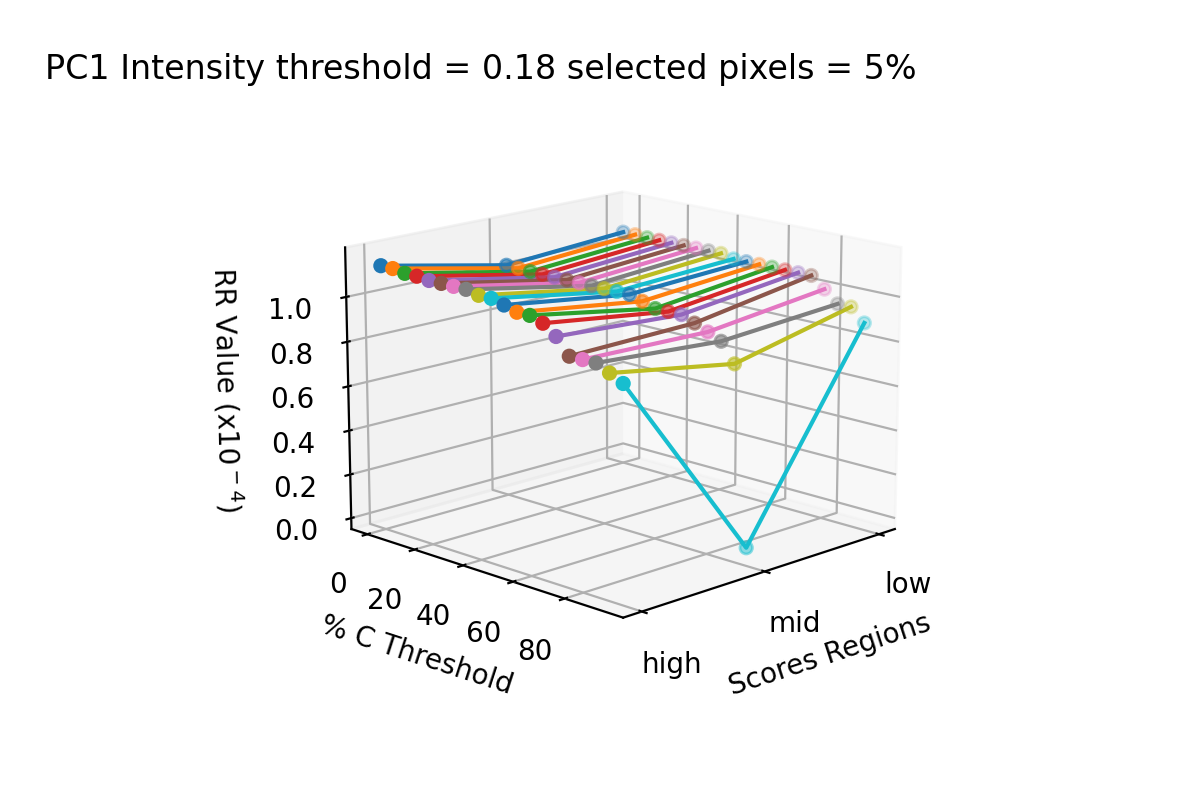 PC1 Intensity threshold = 0.18 selected pixels = 5%
RR Value (x10⁻⁴)
1.0
0.8
0.6
0.4
0.2
0.0
0
20
40
60
80
% C Threshold
high
mid
low
Scores Regions